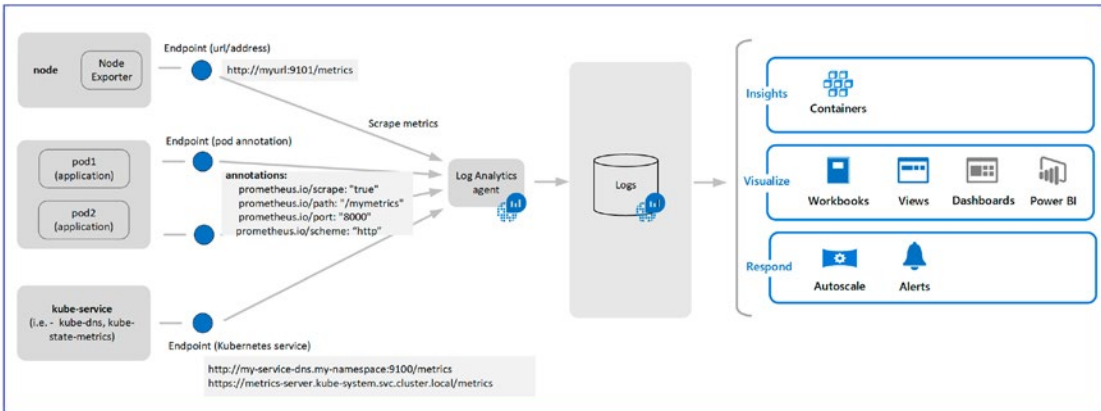 node
Node
Exporter
Endpoint (url/address)
http://myurl:9101/metrics
Scrape metrics
Endpoint (pod annotation)
pod1
(application)
pod2
(application)
annotations:
prometheus.io/scrape: "true"
prometheus.io/path: "/mymetrics"
prometheus.io/port: "8000"
prometheus.io/scheme: "http"
kube-service
(i.e. - kube-dns, kube-
state-metrics)
Endpoint (Kubernetes service)
http://my-service-dns.my-namespace:9100/metrics
https://metrics-server.kube-system.svc.cluster.local/metrics
Log Analytics
agent
Logs
Insights
Containers
Visualize
Workbooks
Views
Dashboards
Power BI
Respond
Autoscale
Alerts